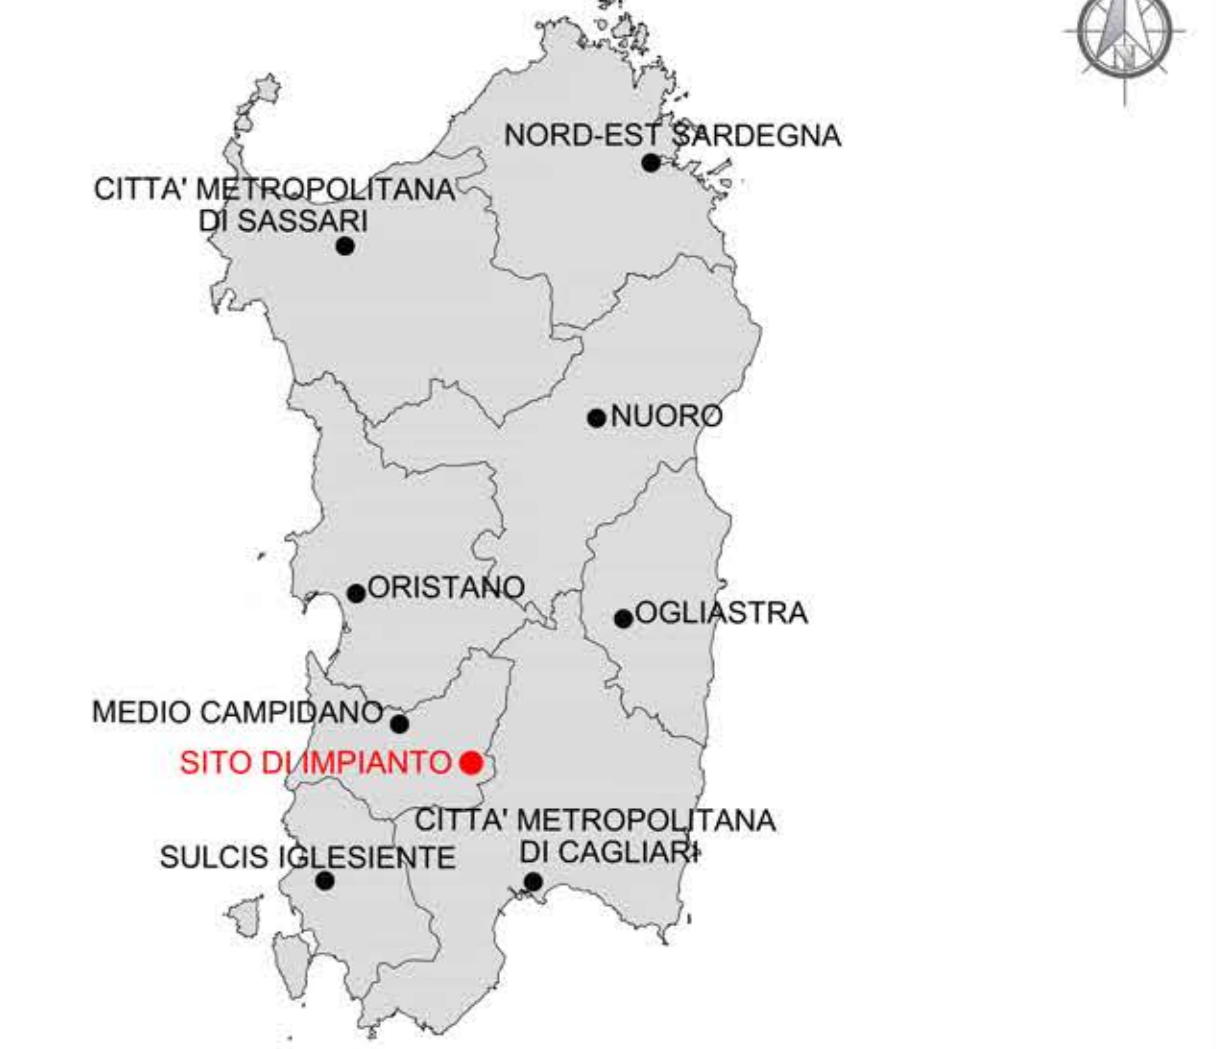 N
NORD-EST SARDEGNA
CITTA' METROPOLITANA
DI SASSARI
NUORO
ORISTANO
OGLIASTRA
MEDIO CAMPIDANO
SITO DI IMPIANTO
CITTA' METROPOLITANA
DI CAGLIARI
SULCIS IGLESIENTE